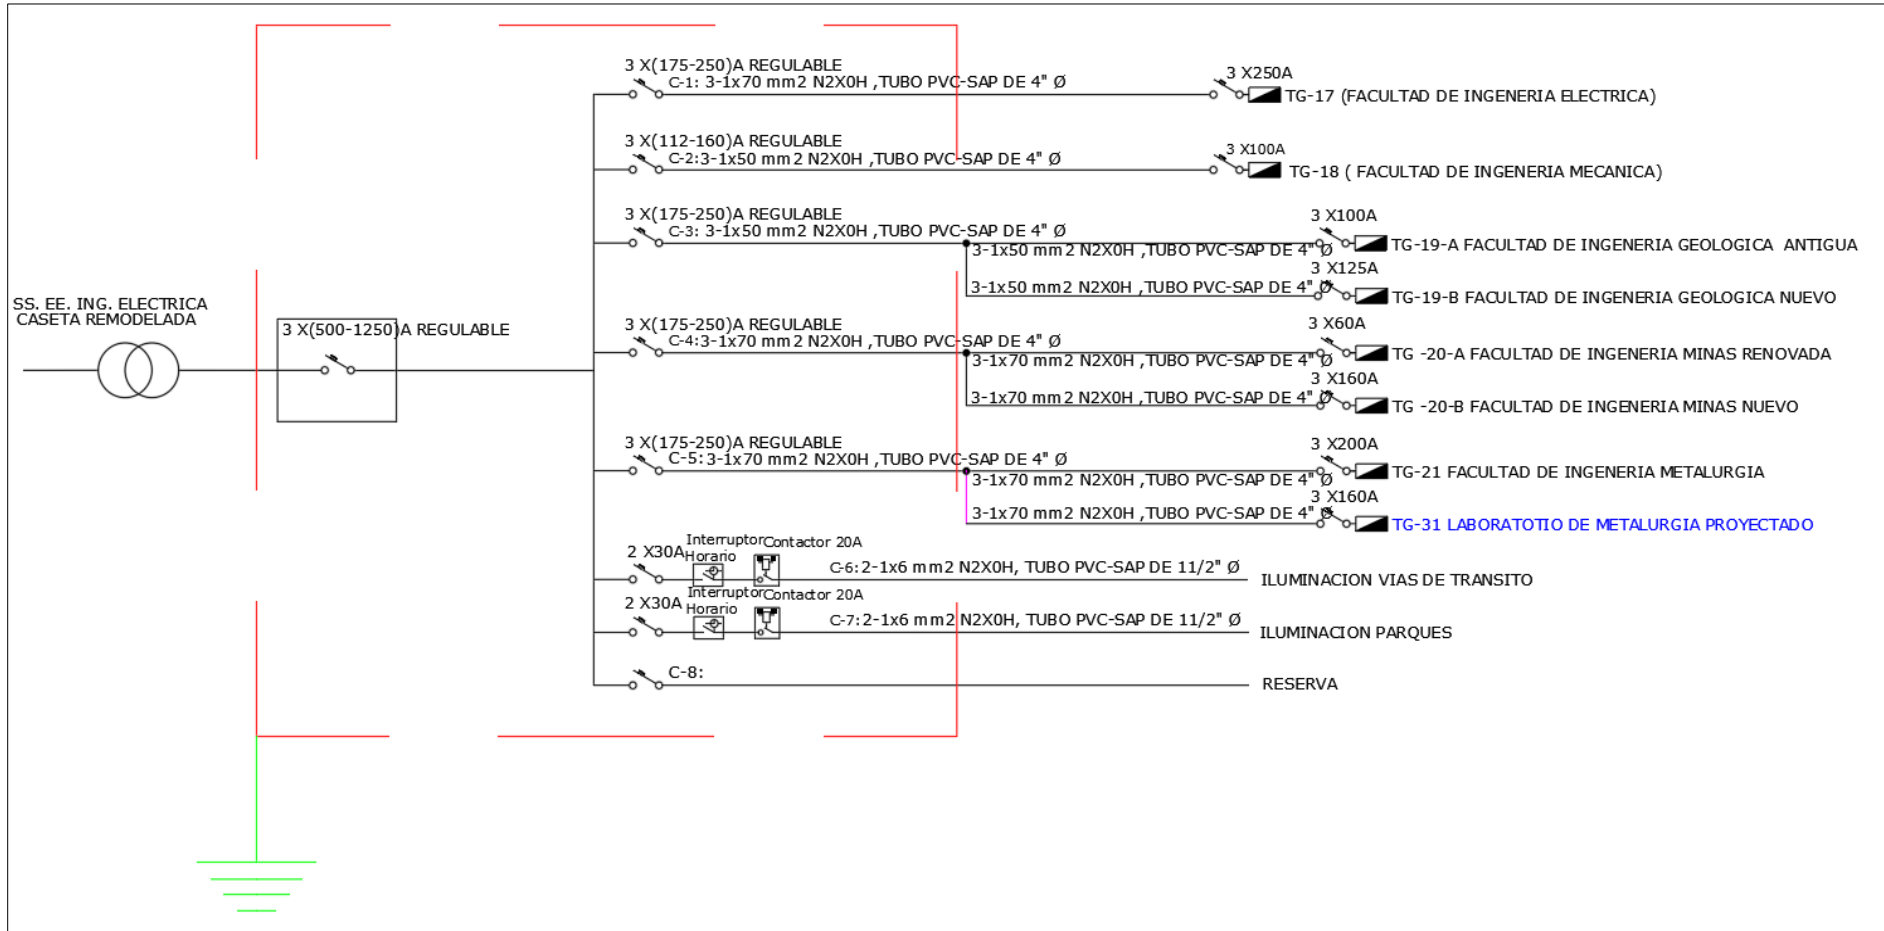 3 X(175-250)A REGULABLE
C-1: 3-1x70 mm2 N2X0H ,TUBO PVC-SAP DE 4" Ø
3 X250A
TG-17 (FACULTAD DE INGENERIA ELECTRICA)
3 X(112-160)A REGULABLE
C-2:3-1x50 mm2 N2X0H ,TUBO PVC-SAP DE 4" Ø
3 X100A
TG-18 ( FACULTAD DE INGENERIA MECANICA)
3 X(175-250)A REGULABLE
C-3: 3-1x50 mm2 N2X0H ,TUBO PVC-SAP DE 4" Ø
3 X100A
3-1x50 mm2 N2X0H ,TUBO PVC-SAP DE 4" Ø
TG-19-A FACULTAD DE INGENERIA GEOLOGICA ANTIGUA
3 X125A
3-1x50 mm2 N2X0H ,TUBO PVC-SAP DE 4" Ø
TG-19-B FACULTAD DE INGENERIA GEOLOGICA NUEVO
SS. EE. ING. ELECTRICA
CASETA REMODELADA
3 X(500-1250)A REGULABLE
3 X(175-250)A REGULABLE
C-4:3-1x70 mm2 N2X0H ,TUBO PVC-SAP DE 4" Ø
3 X60A
3-1x70 mm2 N2X0H ,TUBO PVC-SAP DE 4" Ø
TG -20-A FACULTAD DE INGENERIA MINAS RENOVADA
3 X160A
3-1x70 mm2 N2X0H ,TUBO PVC-SAP DE 4" Ø
TG -20-B FACULTAD DE INGENERIA MINAS NUEVO
3 X(175-250)A REGULABLE
C-5:3-1x70 mm2 N2X0H ,TUBO PVC-SAP DE 4" Ø
3 X200A
3-1x70 mm2 N2X0H ,TUBO PVC-SAP DE 4" Ø
TG-21 FACULTAD DE INGENERIA METALURGIA
3 X160A
3-1x70 mm2 N2X0H ,TUBO PVC-SAP DE 4" Ø
TG-31 LABORATOTIO DE METALURGIA PROYECTADO
2 X30A
Interruptor
Horario
Contactor 20A
C-6:2-1x6 mm2 N2X0H, TUBO PVC-SAP DE 11/2" Ø
ILUMINACION VIAS DE TRANSITO
2 X30A
Interruptor
Horario
Contactor 20A
C-7:2-1x6 mm2 N2X0H, TUBO PVC-SAP DE 11/2" Ø
ILUMINACION PARQUES
C-8:
RESERVA